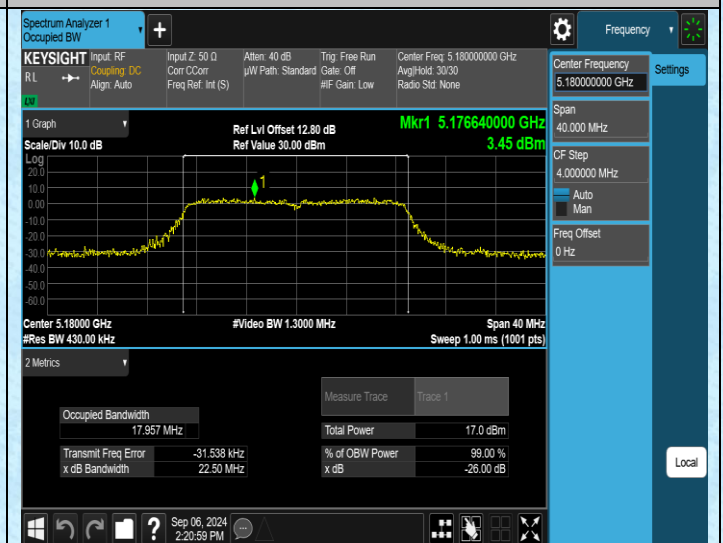 Spectrum Analyzer 1
Occupied BW
Frequency
KEYSIGHT
R L
LXI
Input: RF
Coupling: DC
Align: Auto
Input Z: 50 Ω
Corr CCorr
Freq Ref: Int (S)
Atten: 40 dB
µW Path: Standard
Trig: Free Run
Gate: Off
#IF Gain: Low
Center Freq: 5.180000000 GHz
Avg|Hold: 30/30
Radio Std: None
Center Frequency
5.180000000 GHz
Settings
Span
40.000 MHz
CF Step
4.000000 MHz
Auto
Man
Freq Offset
0 Hz
1 Graph
Scale/Div 10.0 dB
Ref Lvl Offset 12.80 dB
Ref Value 30.00 dBm
Mkr1 5.176640000 GHz
3.45 dBm
Log
20.0
10.0
0.00
-10.0
-20.0
-30.0
-40.0
-50.0
-60.0
1
Center 5.18000 GHz
#Res BW 430.00 kHz
#Video BW 1.3000 MHz
Span 40 MHz
Sweep 1.00 ms (1001 pts)
2 Metrics
Measure Trace
Trace 1
Occupied Bandwidth
17.957 MHz
Total Power
17.0 dBm
Transmit Freq Error
-31.538 kHz
% of OBW Power
99.00 %
x dB Bandwidth
22.50 MHz
x dB
-26.00 dB
Local
Sep 06, 2024
2:20:59 PM